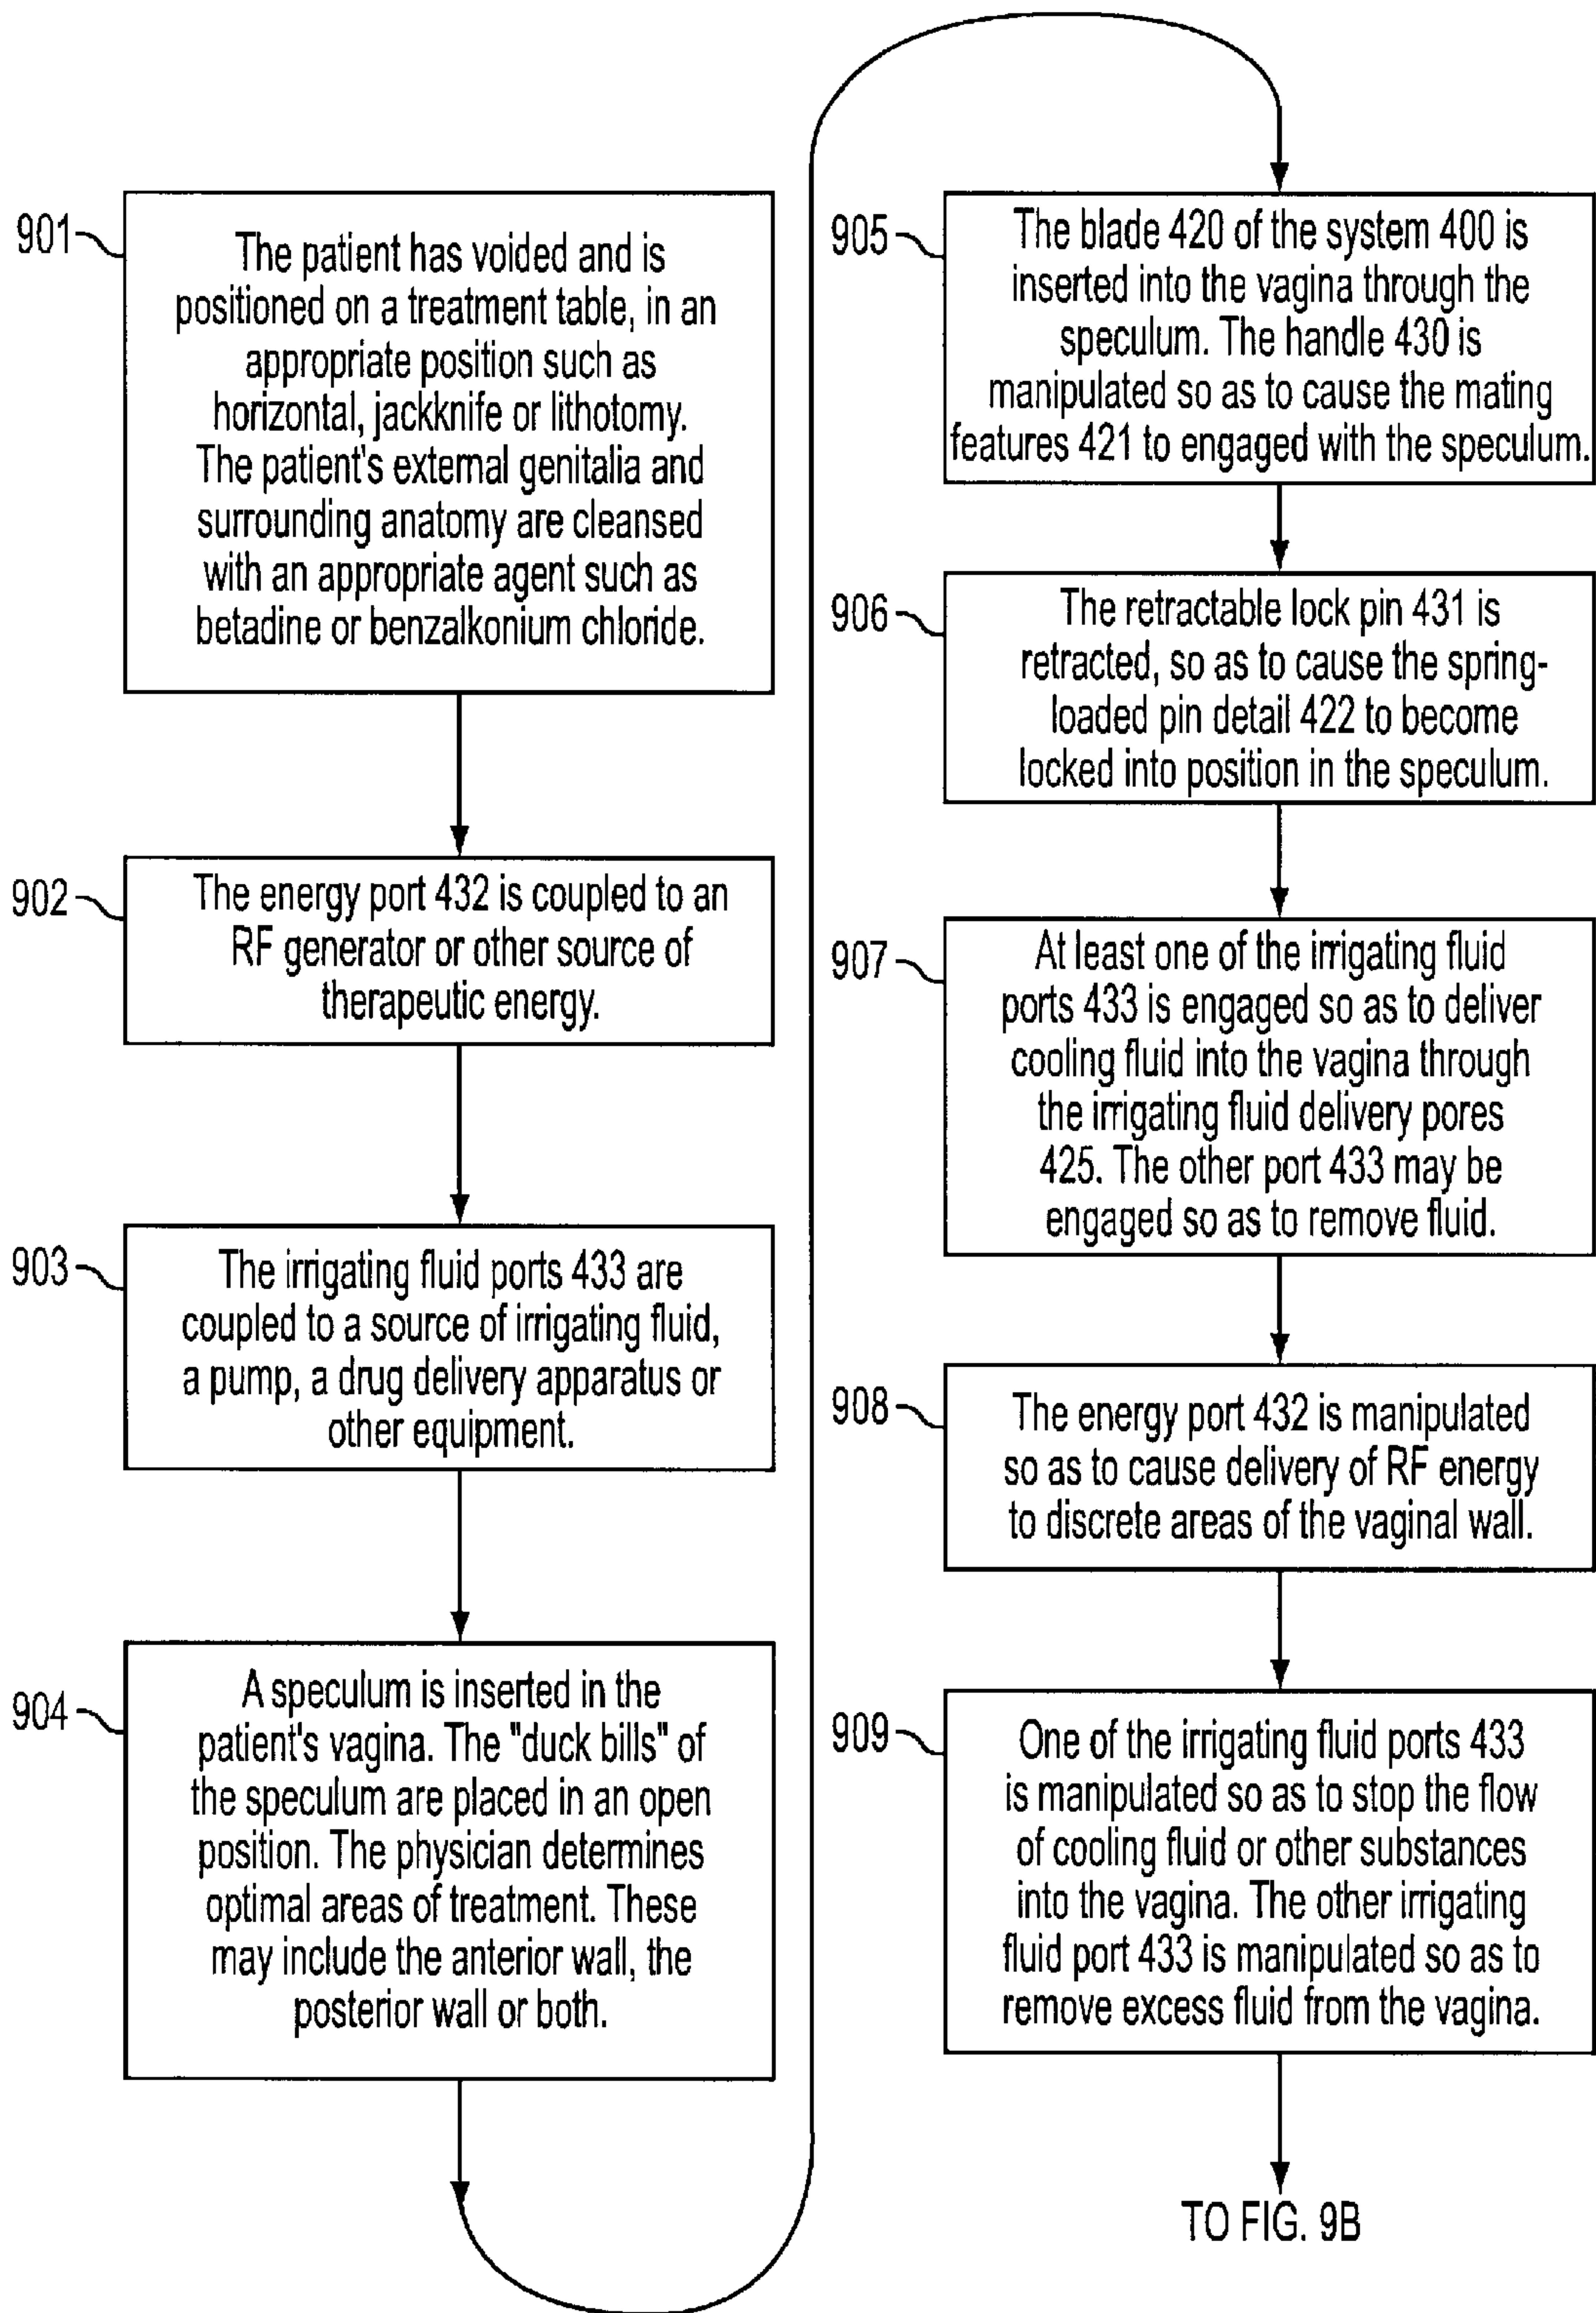 901
The patient has voided and is
positioned on a treatment table, in an
appropriate position such as
horizontal, jackknife or lithotomy.
The patient's external genitalia and
surrounding anatomy are cleansed
with an appropriate agent such as
betadine or benzalkonium chloride.
902
The energy port 432 is coupled to an
RF generator or other source of
therapeutic energy.
903
The irrigating fluid ports 433 are
coupled to a source of irrigating fluid,
a pump, a drug delivery apparatus or
other equipment.
904
A speculum is inserted in the
patient's vagina. The "duck bills" of
the speculum are placed in an open
position. The physician determines
optimal areas of treatment. These
may include the anterior wall, the
posterior wall or both.
905
The blade 420 of the system 400 is
inserted into the vagina through the
speculum. The handle 430 is
manipulated so as to cause the mating
features 421 to engaged with the speculum.
906
The retractable lock pin 431 is
retracted, so as to cause the spring-
loaded pin detail 422 to become
locked into position in the speculum.
907
At least one of the irrigating fluid
ports 433 is engaged so as to deliver
cooling fluid into the vagina through
the irrigating fluid delivery pores
425. The other port 433 may be
engaged so as to remove fluid.
908
The energy port 432 is manipulated
so as to cause delivery of RF energy
to discrete areas of the vaginal wall.
909
One of the irrigating fluid ports 433
is manipulated so as to stop the flow
of cooling fluid or other substances
into the vagina. The other irrigating
fluid port 433 is manipulated so as to
remove excess fluid from the vagina.
TO FIG. 9B